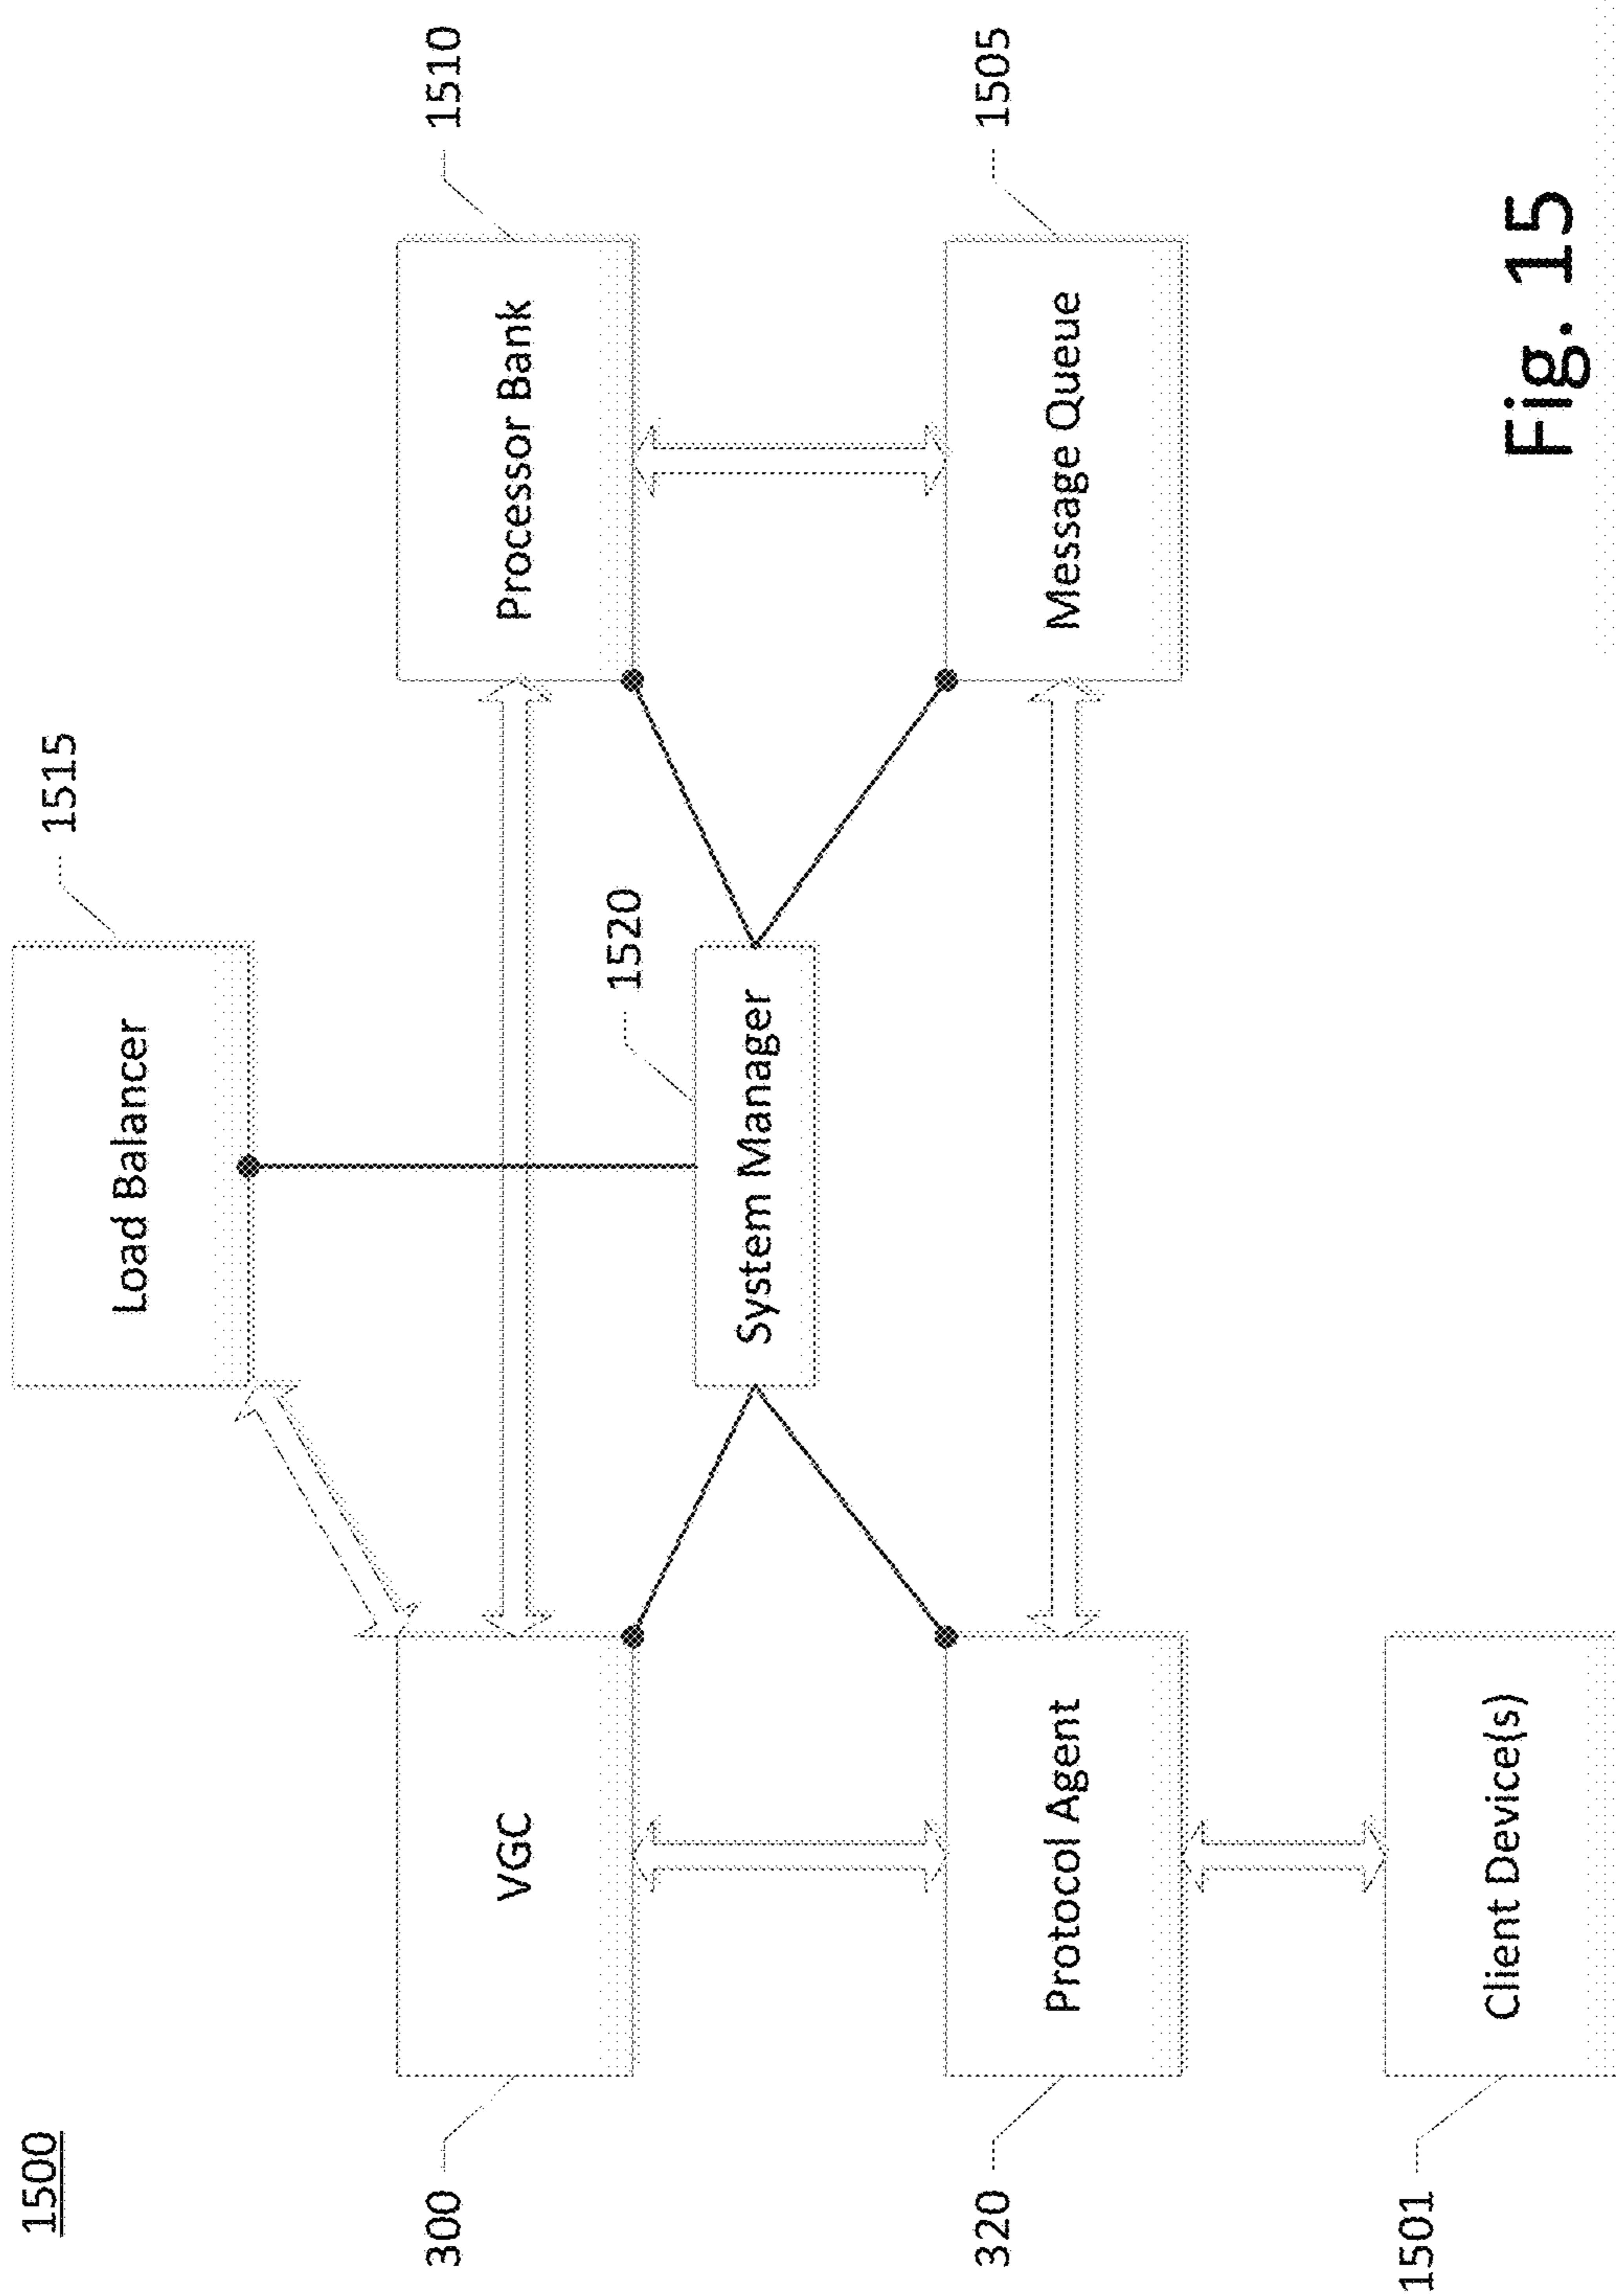 1500
1515
Load Balancer
300
VGC
Processor Bank
1510
1520
System Manager
320
Protocol Agent
Message Queue
1505
1501
Client Device(s)
Fig. 15